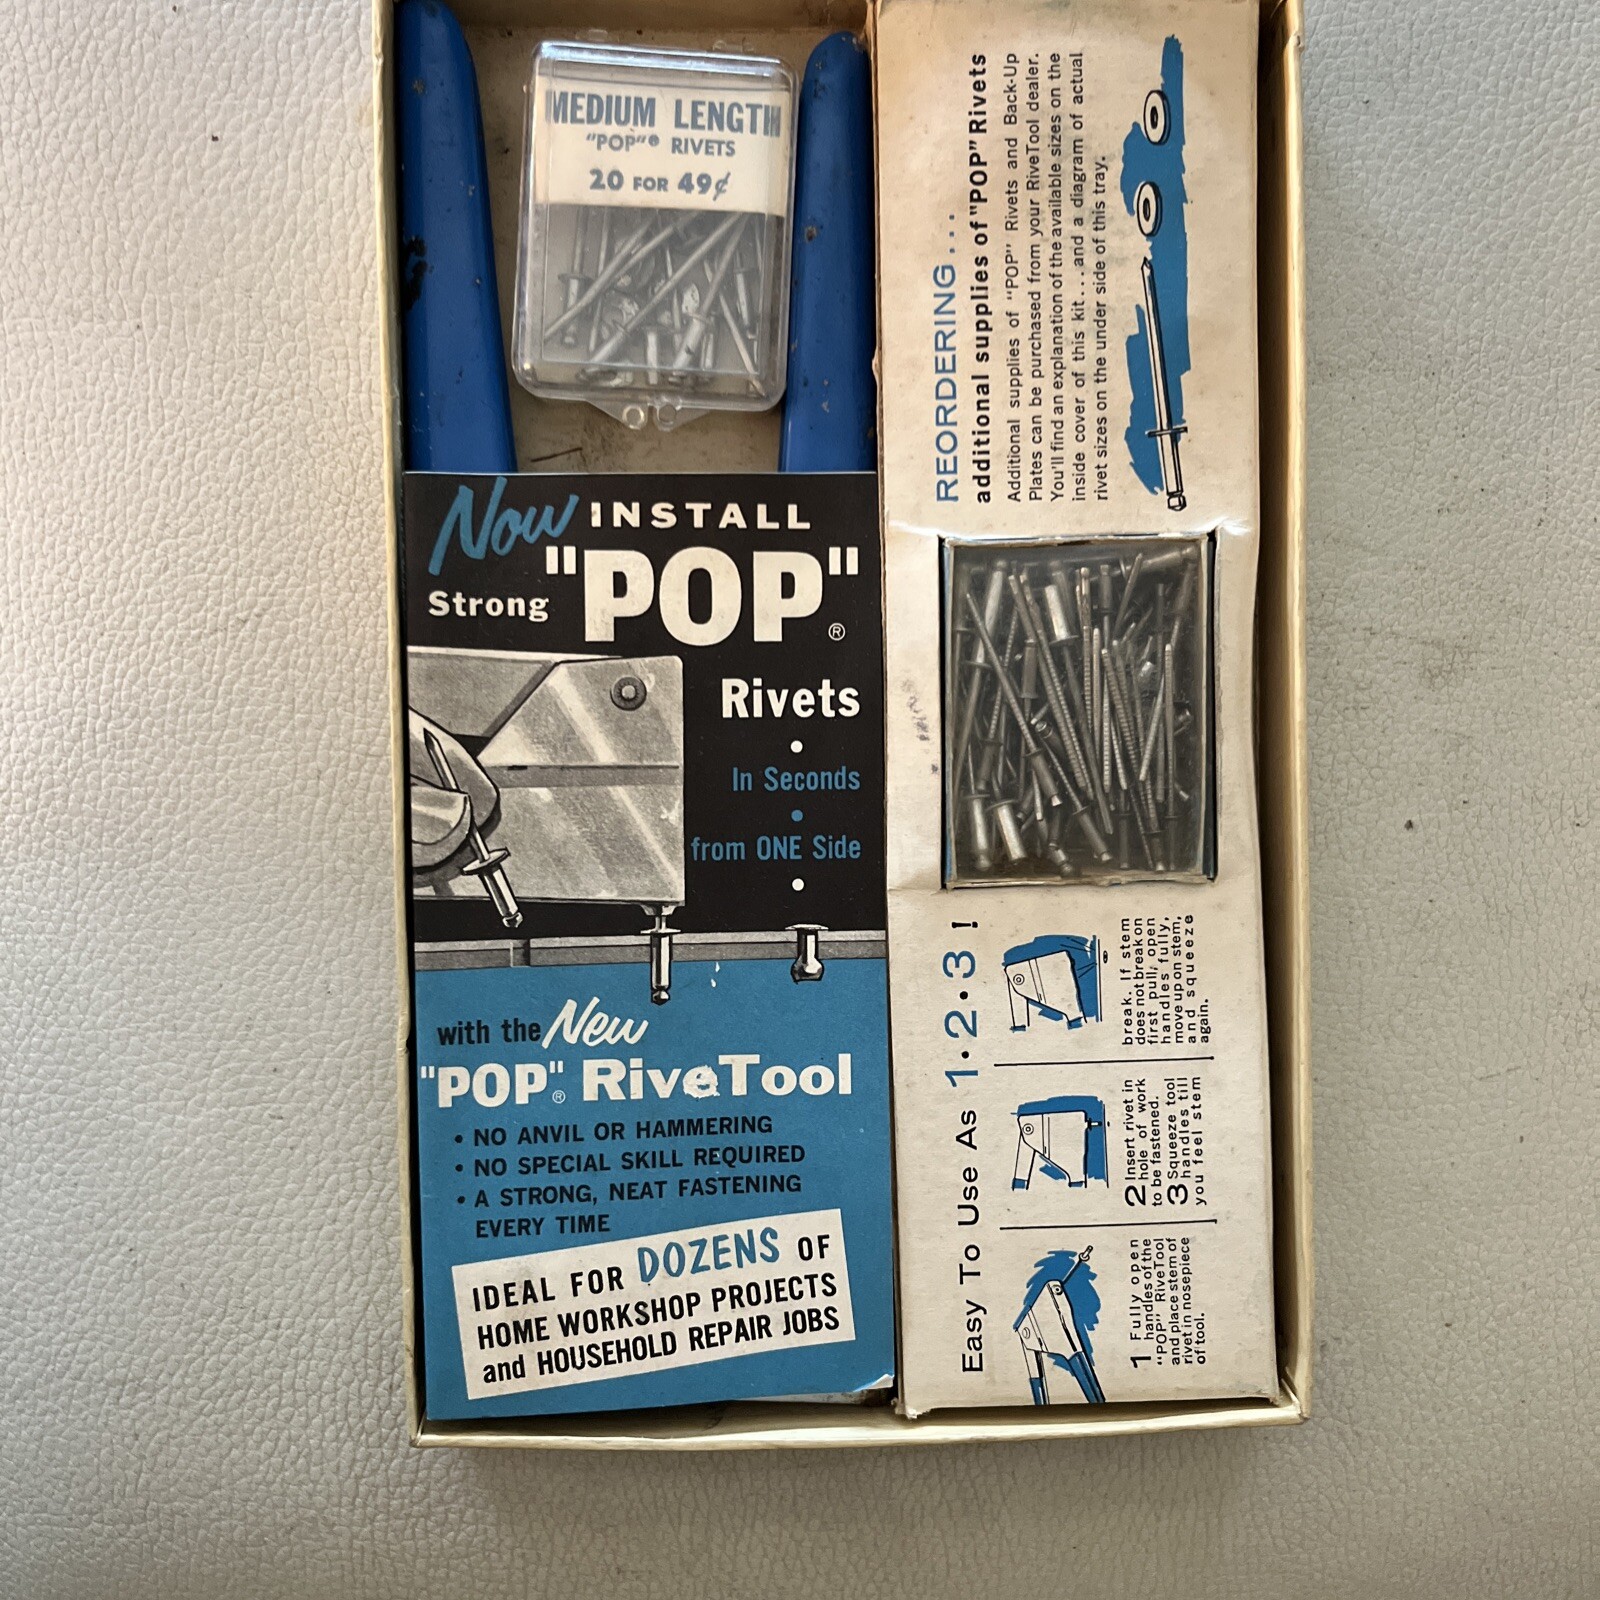 MEDIUM LENGTH
"POP"® RIVETS
20 FOR 49¢
Now INSTALL
Strong "POP"®
Rivets
In Seconds
from ONE Side
with the New
"POP"® RiveTool
• NO ANVIL OR HAMMERING
• NO SPECIAL SKILL REQUIRED
• A STRONG, NEAT FASTENING
EVERY TIME
IDEAL FOR DOZENS OF
HOME WORKSHOP PROJECTS
and HOUSEHOLD REPAIR JOBS
REORDERING...
additional supplies of "POP" Rivets
Additional supplies of "POP" Rivets and Back-Up
Plates can be purchased from your RiveTool dealer.
You'll find an explanation of the available sizes on the
inside cover of this kit...and a diagram of actual
rivet sizes on the under side of this tray.
Easy To Use As 1•2•3!
1 Fully open
handles of the
"POP" RiveTool
and place stem of
rivet in nosepiece
of tool.
2 Insert rivet in
hole of work
to be fastened.
3 Squeeze tool
handles till
you feel stem
break. If stem
does not break on
first pull, open
handles fully,
move up on stem,
and squeeze
again.